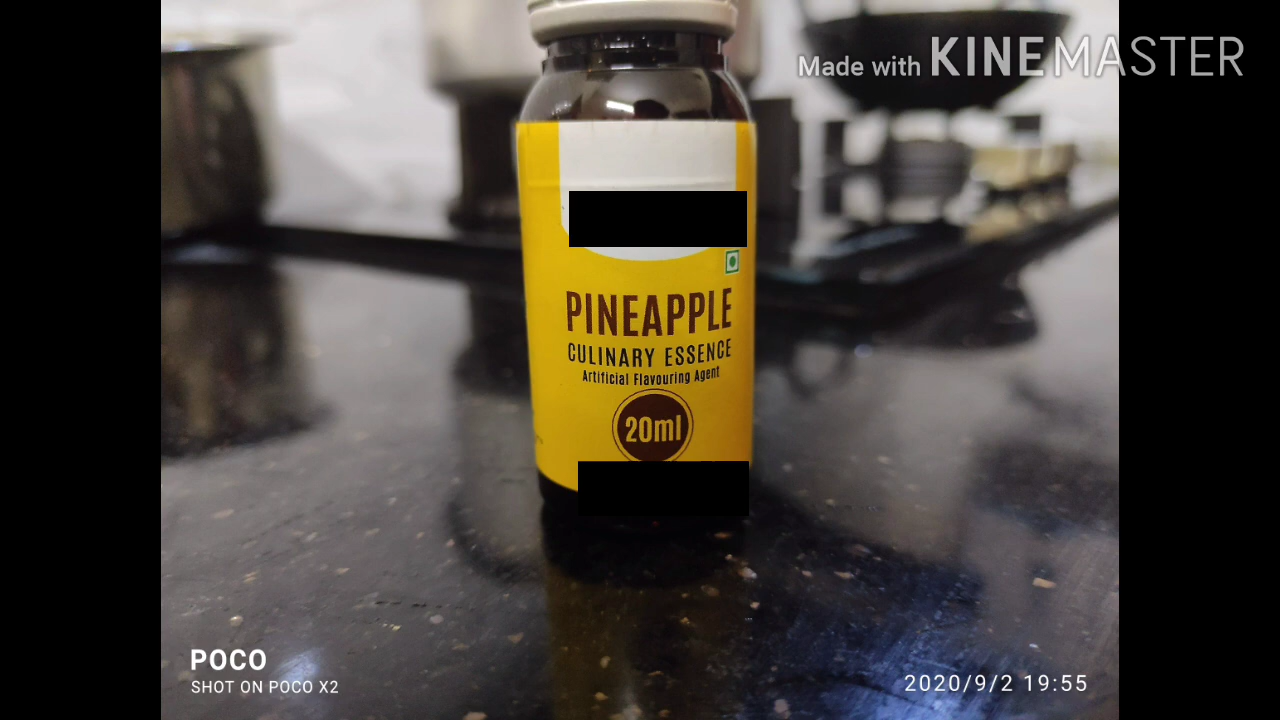 Made with KINEMASTER
PINEAPPLE
CULINARY ESSENCE
Artificial Flavouring Agent
20ml
POCO
SHOT ON POCO X2
2020/9/2 19:55